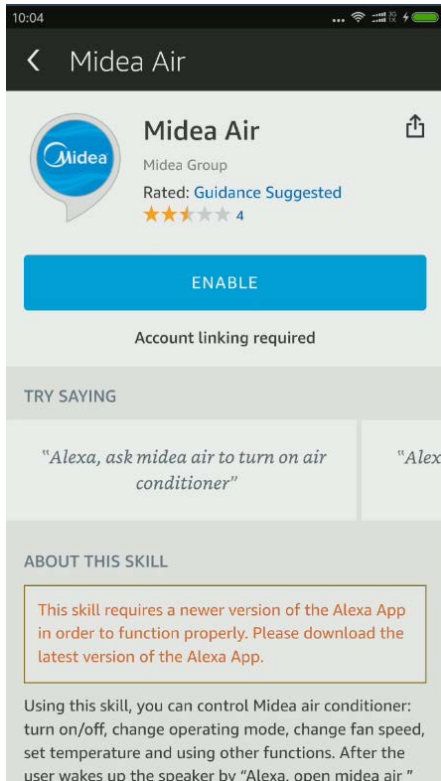 10:04
Midea Air
Midea
Midea Air
Midea Group
Rated: Guidance Suggested
4
ENABLE
Account linking required
TRY SAYING
"Alexa, ask midea air to turn on air
conditioner"
"Alex
ABOUT THIS SKILL
This skill requires a newer version of the Alexa App
in order to function properly. Please download the
latest version of the Alexa App.
Using this skill, you can control Midea air conditioner:
turn on/off, change operating mode, change fan speed,
set temperature and using other functions. After the
user wakes up the speaker by “Alexa, open midea air ”